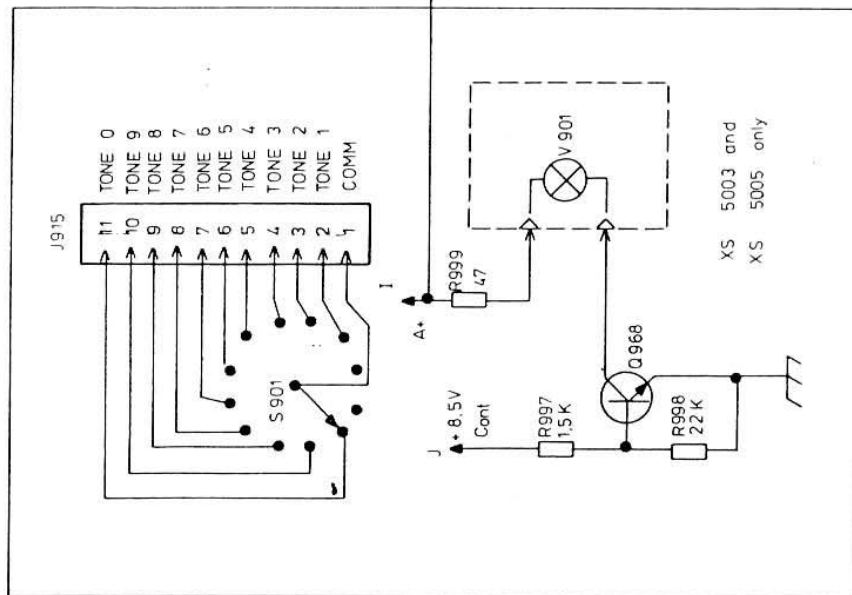 J915
11 TONE 0
10 TONE 9
9 TONE 8
8 TONE 7
7 TONE 6
6 TONE 5
5 TONE 4
4 TONE 3
3 TONE 2
2 TONE 1
1 COMM
S901
I
A+
R999
47
V901
Q968
J
+ 8,5V
Cont
R997
1,5K
R998
22K
XS 5003 and
XS 5005 only